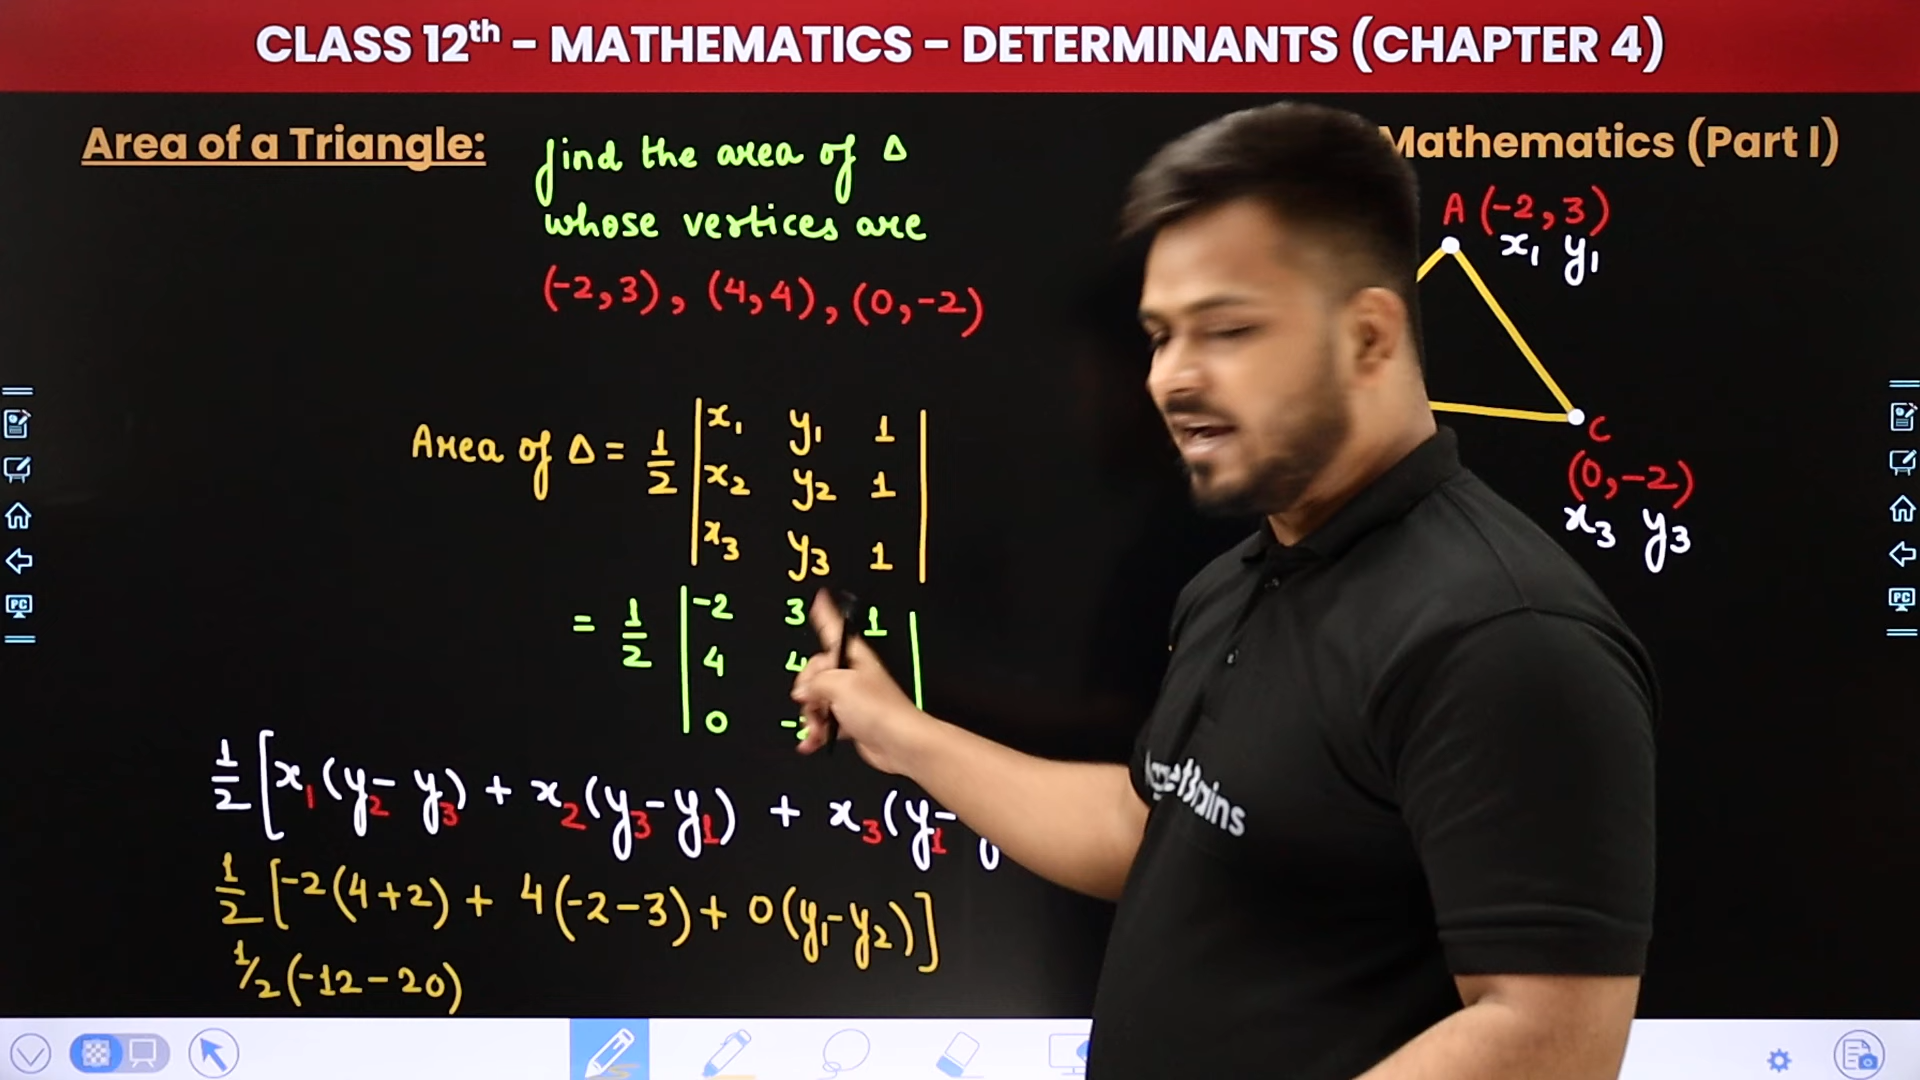 CLASS 12th - MATHEMATICS - DETERMINANTS (CHAPTER 4)
Area of a Triangle:
Mathematics (Part I)
find the area of Δ
whose vertices are
(-2,3), (4,4), (0,-2)
A (-2,3)
x1 y1
C
(0,-2)
x3 y3
Area of Δ = 1/2 | x1 y1 1 |
x2 y2 1
x3 y3 1
= 1/2 | -2 3 1 |
4 4
0
1/2 [x1(y2-y3) + x2(y3-y1) + x3(y1-
1/2 [-2(4+2) + 4(-2-3) + 0(y1-y2)]
1/2 (-12-20)
PC
PC